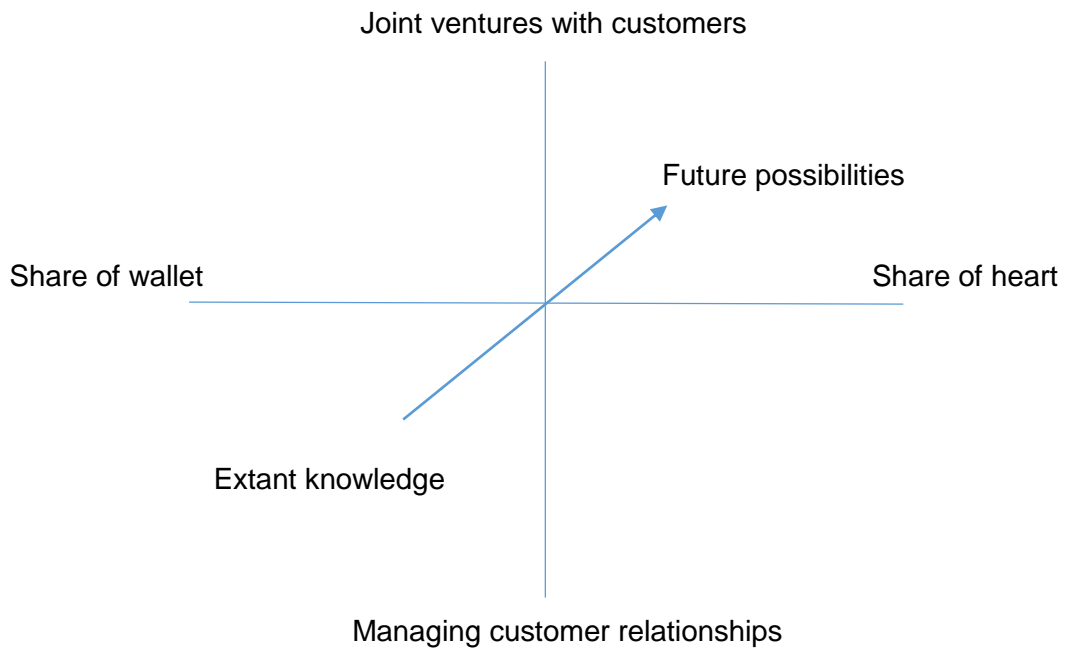 Joint ventures with customers
Future possibilities
Share of wallet
Share of heart
Extant knowledge
Managing customer relationships